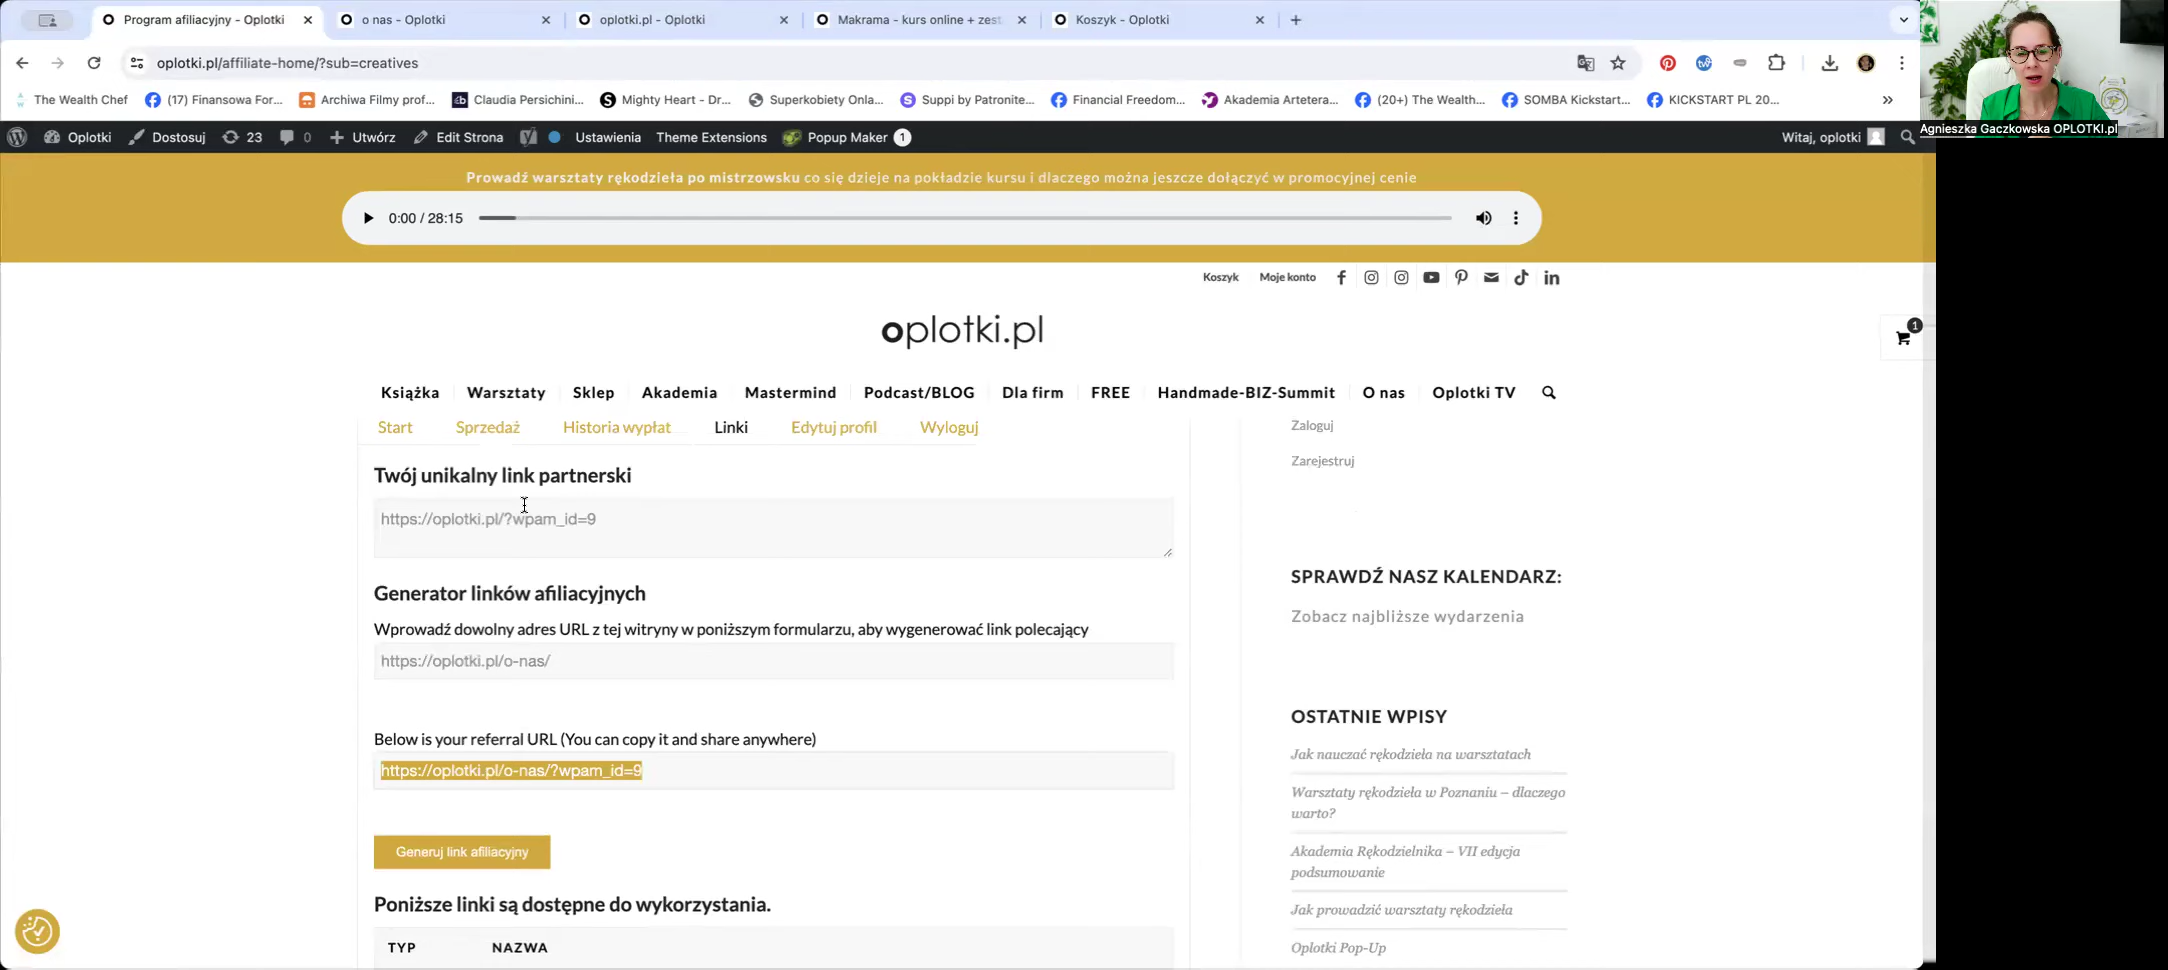 Program afiliacyjny - Oplotki
o nas - Oplotki
oplotki.pl - Oplotki
Makrama - kurs online + zest
Koszyk - Oplotki
oplotki.pl/affiliate-home/?sub=creatives
The Wealth Chef
(17) Finansowa For...
Archiwa Filmy prof...
Claudia Persichini...
Mighty Heart - Dr...
Superkobiety Onla...
Suppi by Patronite...
Financial Freedom...
Akademia Artetera...
(20+) The Wealth...
SOMBA Kickstart...
KICKSTART PL 20...
Agnieszka Gaczkowska OPLOTKI.pl
Oplotki
Dostosuj
23
0
Utwórz
Edit Strona
Ustawienia
Theme Extensions
Popup Maker
1
Witaj, oplotki
Prowadź warsztaty rękodzieła po mistrzowsku co się dzieje na pokładzie kursu i dlaczego można jeszcze dołączyć w promocyjnej cenie
0:00 / 28:15
Koszyk
Moje konto
oplotki.pl
1
Książka
Warsztaty
Sklep
Akademia
Mastermind
Podcast/BLOG
Dla firm
FREE
Handmade-BIZ-Summit
O nas
Oplotki TV
Start
Sprzedaż
Historia wypłat
Linki
Edytuj profil
Wyloguj
Zaloguj
Zarejestruj
Twój unikalny link partnerski
https://oplotki.pl/?wpam_id=9
Generator linków afiliacyjnych
Wprowadź dowolny adres URL z tej witryny w poniższym formularzu, aby wygenerować link polecający
https://oplotki.pl/o-nas/
Below is your referral URL (You can copy it and share anywhere)
https://oplotki.pl/o-nas/?wpam_id=9
Generuj link afiliacyjny
Poniższe linki są dostępne do wykorzystania.
TYP
NAZWA
SPRAWDŹ NASZ KALENDARZ:
Zobacz najbliższe wydarzenia
OSTATNIE WPISY
Jak nauczać rękodzieła na warsztatach
Warsztaty rękodzieła w Poznaniu – dlaczego
warto?
Akademia Rękodzielnika – VII edycja
podsumowanie
Jak prowadzić warsztaty rękodzieła
Oplotki Pop-Up